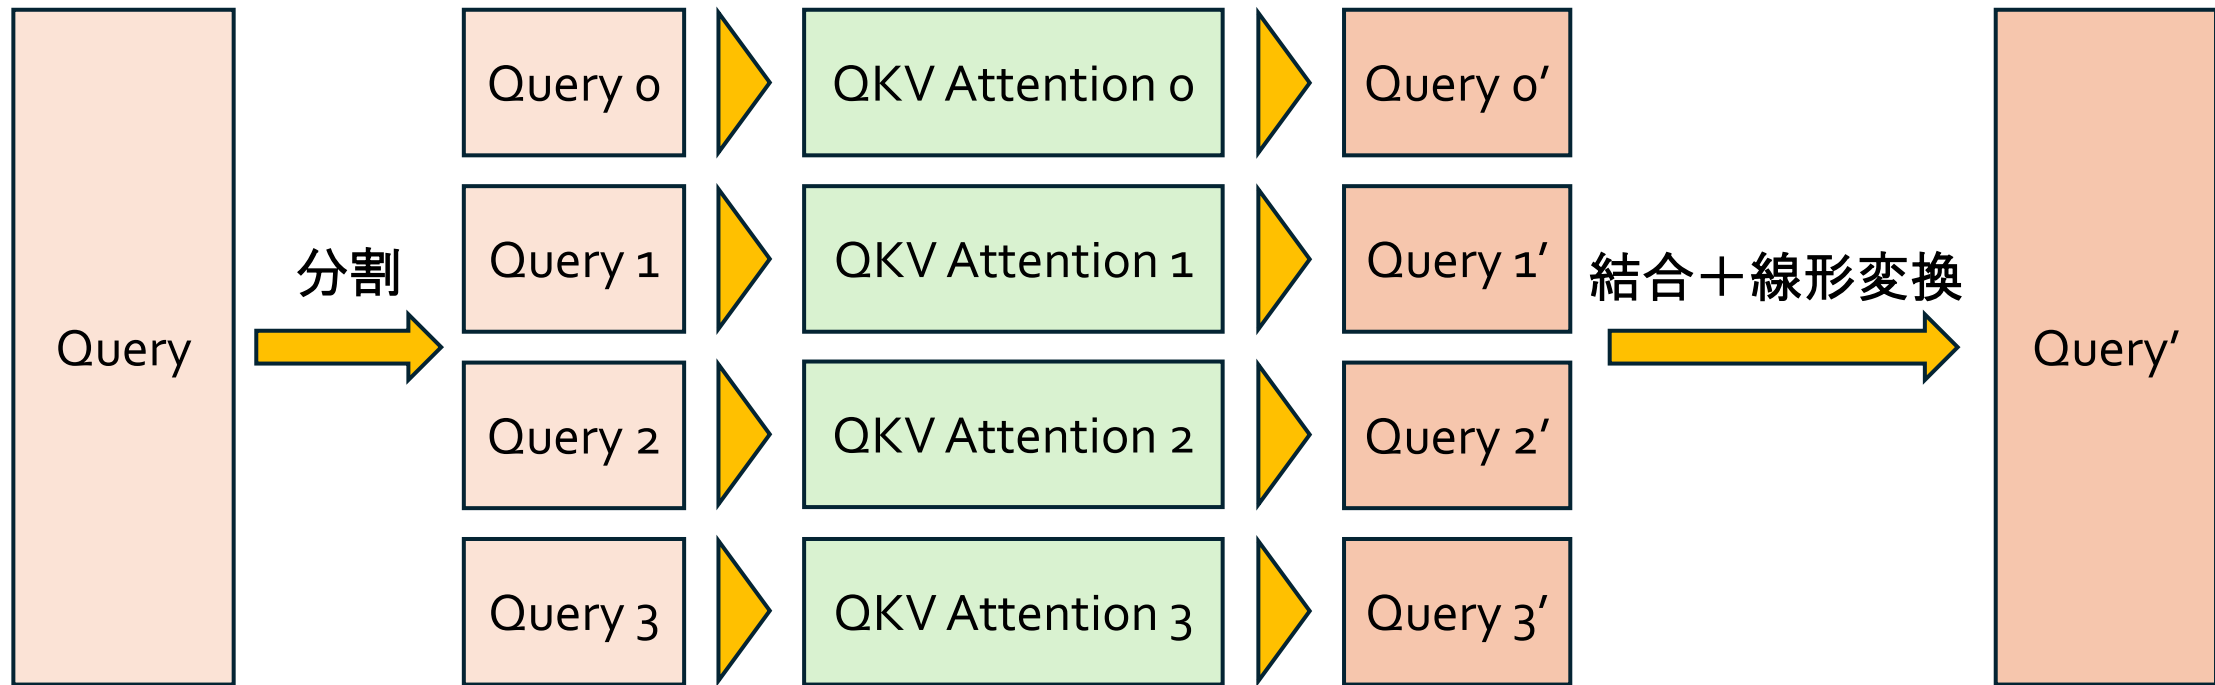 Query
分割
Query 0
QKV Attention 0
Query 0′
Query 1
QKV Attention 1
Query 1′
Query 2
QKV Attention 2
Query 2′
Query 3
QKV Attention 3
Query 3′
結合＋線形変換
Query′